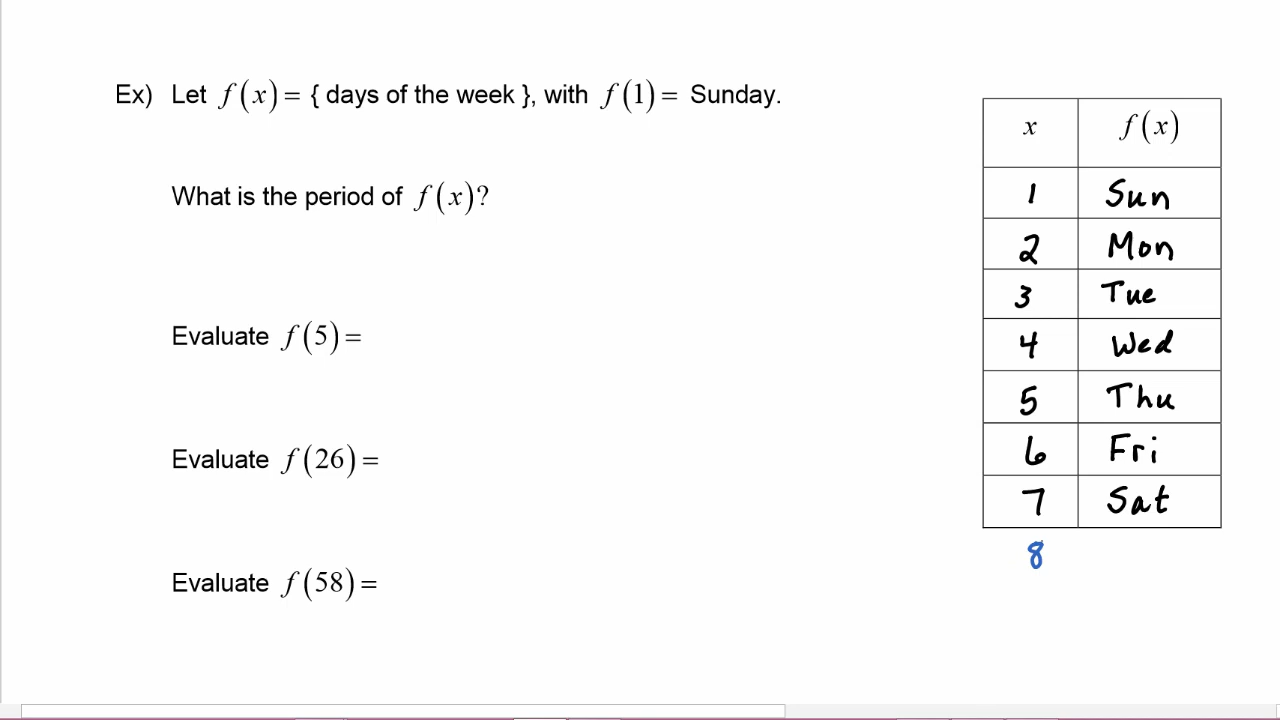 Ex) Let f(x) = { days of the week }, with f(1) = Sunday.
What is the period of f(x)?
Evaluate f(5) =
Evaluate f(26) =
Evaluate f(58) =
x f(x)
1 Sun
2 Mon
3 Tue
4 Wed
5 Thu
6 Fri
7 Sat
8